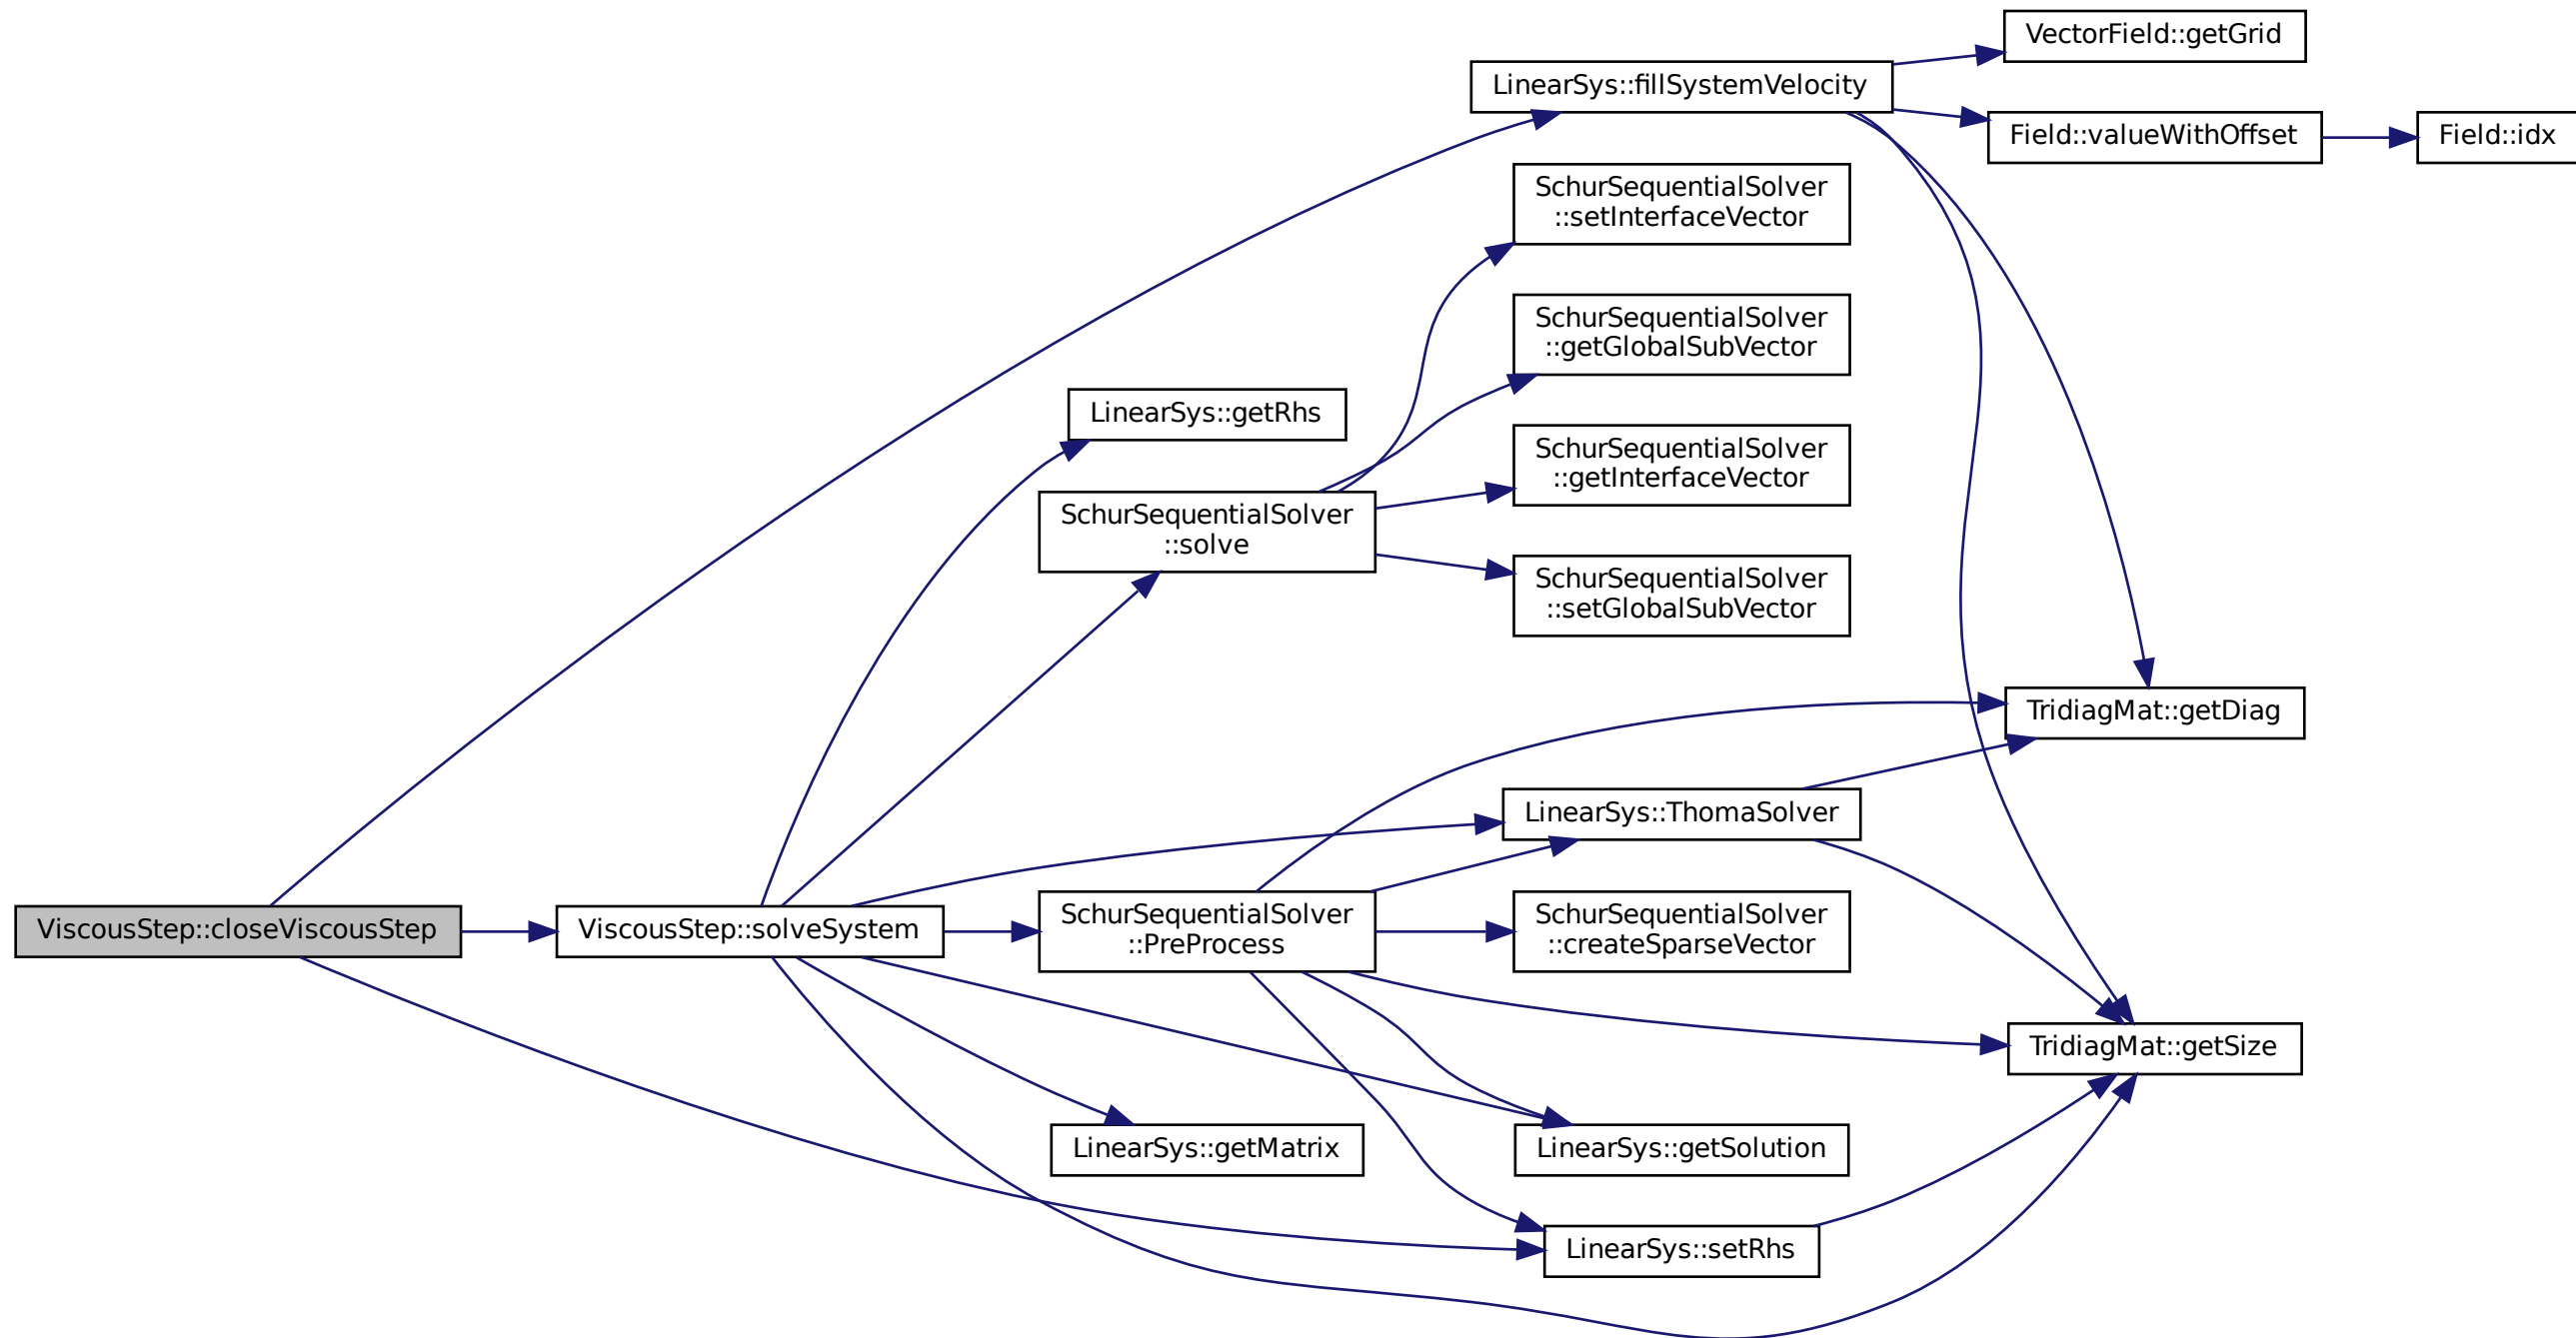 VectorField::getGrid
LinearSys::fillSystemVelocity
Field::valueWithOffset
Field::idx
SchurSequentialSolver
::setInterfaceVector
SchurSequentialSolver
::getGlobalSubVector
LinearSys::getRhs
SchurSequentialSolver
::getInterfaceVector
SchurSequentialSolver
::solve
SchurSequentialSolver
::setGlobalSubVector
TridiagMat::getDiag
LinearSys::ThomaSolver
ViscousStep::closeViscousStep
ViscousStep::solveSystem
SchurSequentialSolver
::PreProcess
SchurSequentialSolver
::createSparseVector
TridiagMat::getSize
LinearSys::getMatrix
LinearSys::getSolution
LinearSys::setRhs